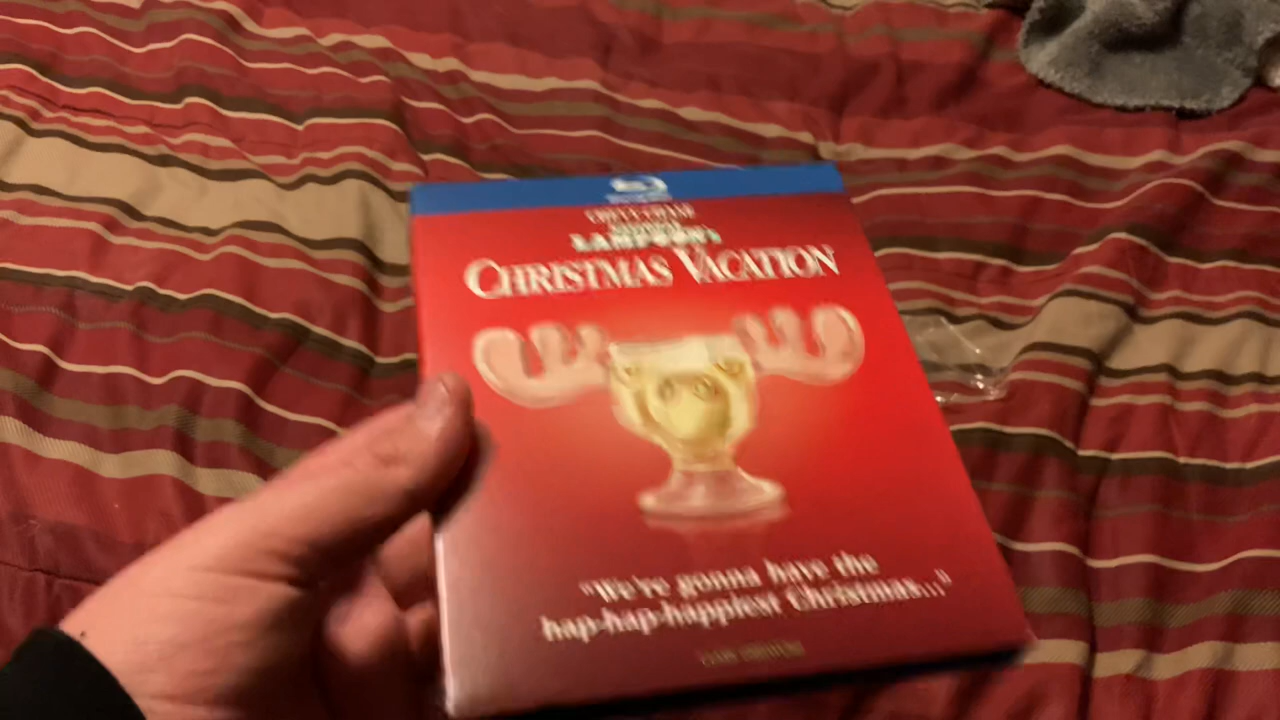 LAMPOON'S
CHRISTMAS VACATION
"We're gonna have the
hap-hap-happiest Christmas..."